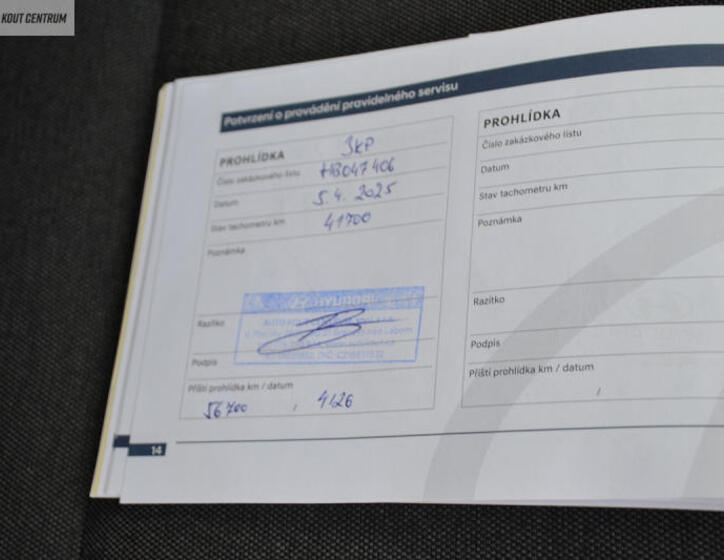 KOUT CENTRUM
Potvrzení o provádění pravidelného servisu
PROHLÍDKA 3kP
Číslo zakázkového listu HB047406
Datum 5.4. 2025
Stav tachometru km 41700
Poznámka
HYUNDAI
Razítko
Podpis
Příští prohlídka km / datum
56700 / 4/26
14
PROHLÍDKA
Číslo zakázkového listu
Datum
Stav tachometru km
Poznámka
Razítko
Podpis
Příští prohlídka km / datum
/